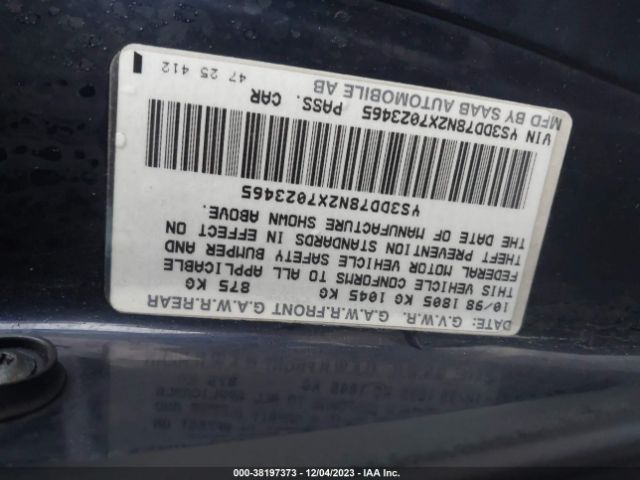 MFD BY SAAB AUTOMOBILE AB
47 25 412
VIN YS3DD78N2X7023465 PASS. CAR
YS3DD78N2X7023465
THE DATE OF MANUFACTURE SHOWN ABOVE.
THEFT PREVENTION STANDARDS IN EFFECT ON
FEDERAL MOTOR VEHICLE SAFETY BUMPER AND
THIS VEHICLE CONFORMS TO ALL APPLICABLE
10/98 1805 KG 1045 KG 875 KG
DATE: G.V.W.R. G.A.W.R.FRONT G.A.W.R.REAR
000-38197373 - 12/04/2023 - IAA Inc.